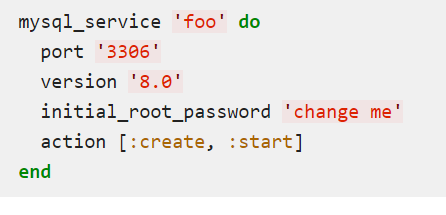 mysql_service 'foo' do
  port '3306'
  version '8.0'
  initial_root_password 'change me'
  action [:create, :start]
end